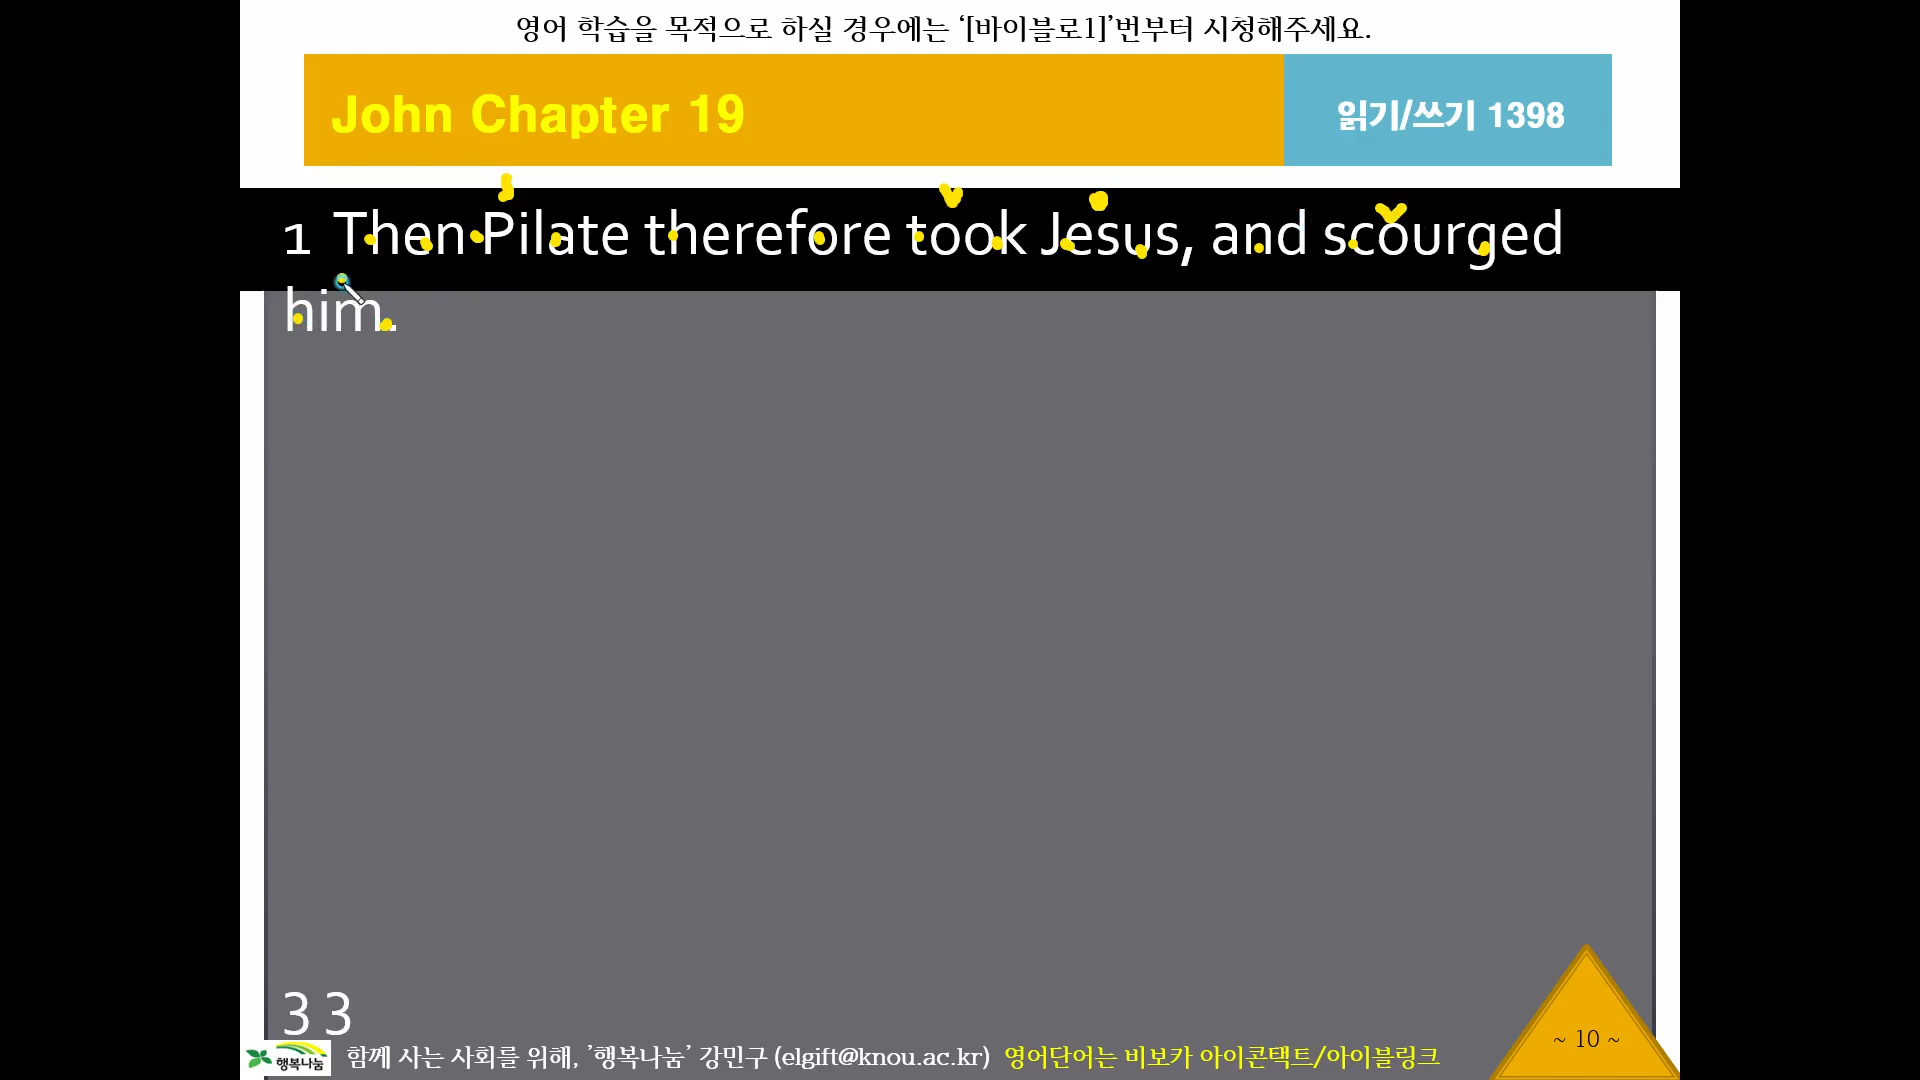 영어 학습을 목적으로 하실 경우에는 ‘[바이블로1]’번부터 시청해주세요.
John Chapter 19
읽기/쓰기 1398
1 Then Pilate therefore took Jesus, and scourged
him.
3 3
~ 10 ~
행복나눔
함께 사는 사회를 위해, ’행복나눔’ 강민구 (elgift@knou.ac.kr) 영어단어는 비보카 아이콘택트/아이블링크